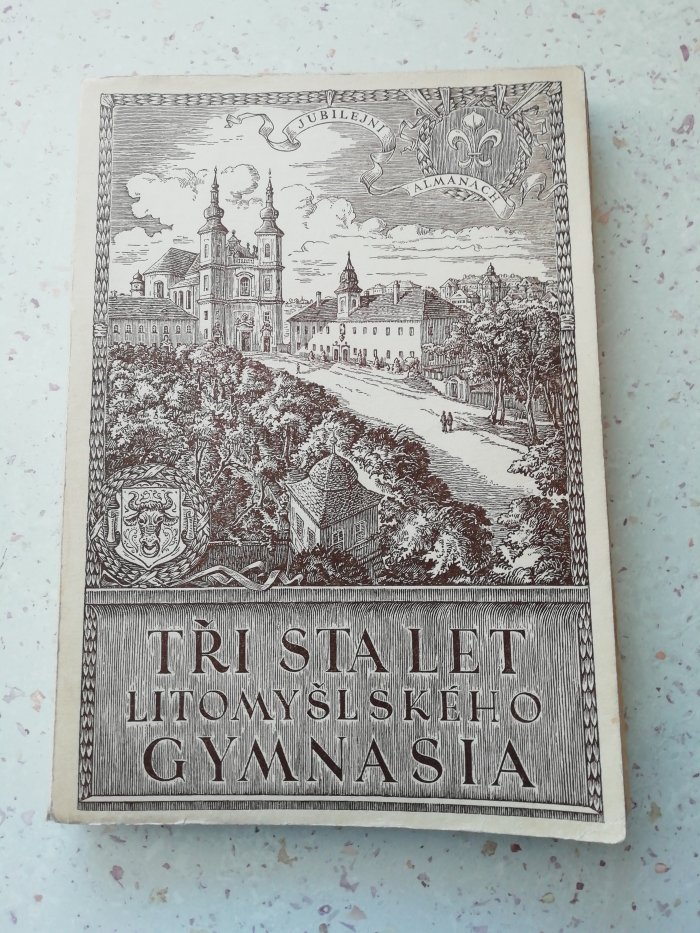 JUBILEJNÍ
ALMANACH
TŘI STA LET
LITOMYŠLSKÉHO
GYMNASIA